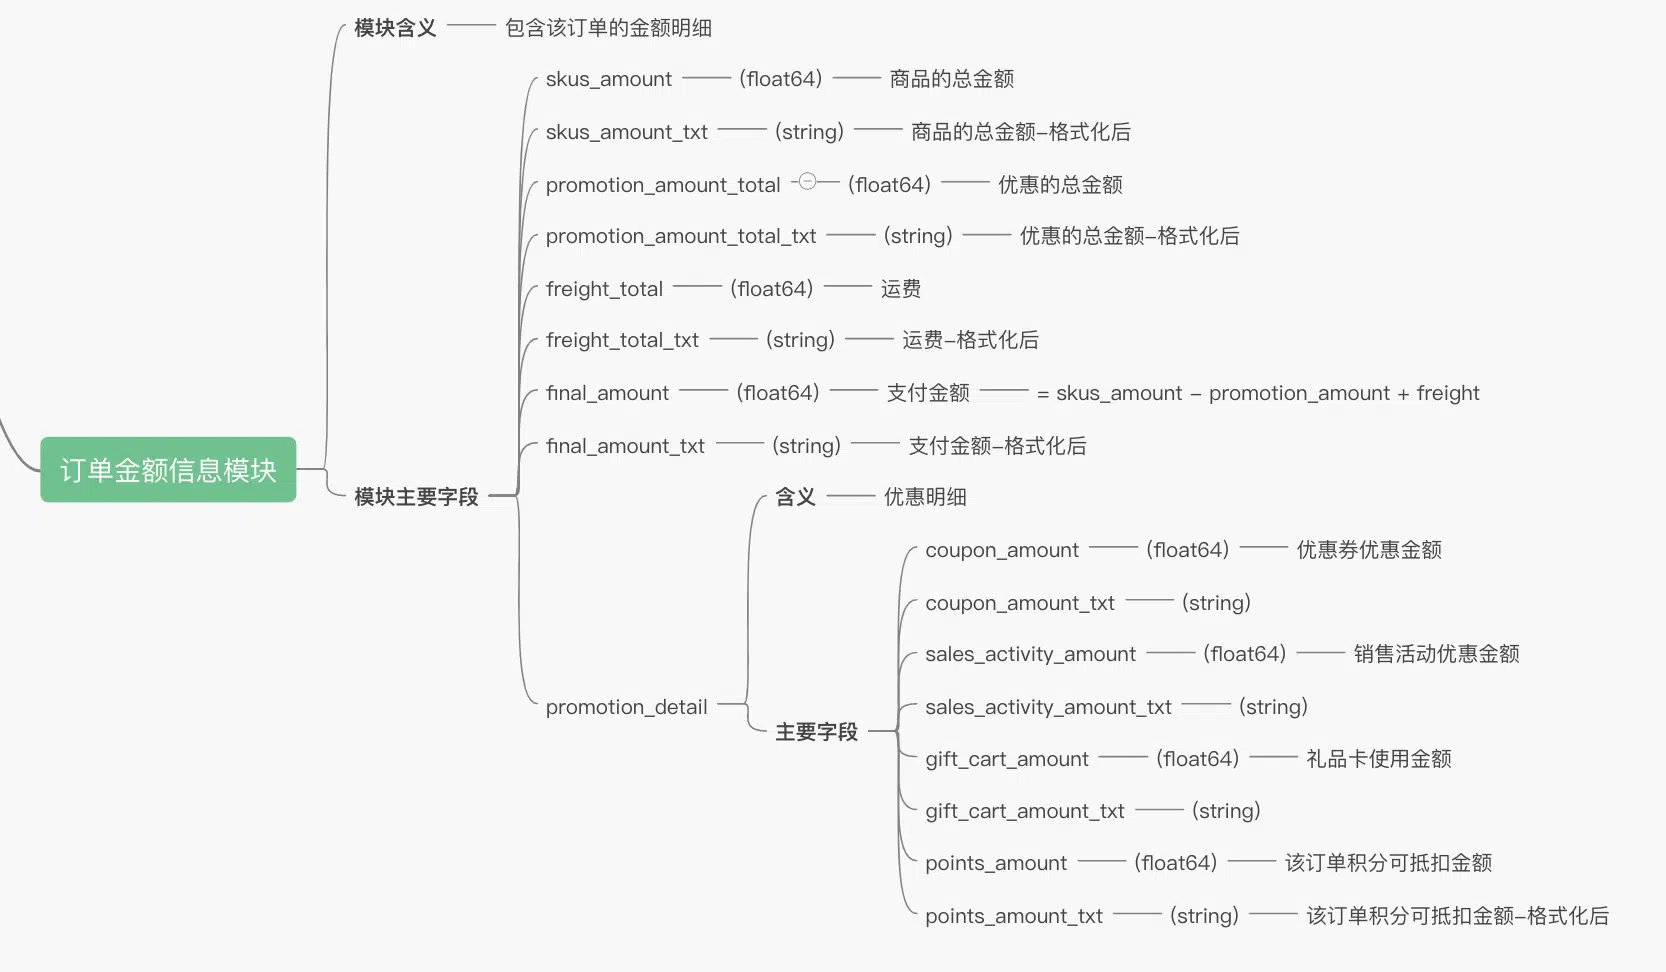 模块含义 包含该订单的金额明细
skus_amount (float64) 商品的总金额
skus_amount_txt (string) 商品的总金额-格式化后
promotion_amount_total (float64) 优惠的总金额
promotion_amount_total_txt (string) 优惠的总金额-格式化后
freight_total (float64) 运费
freight_total_txt (string) 运费-格式化后
final_amount (float64) 支付金额 = skus_amount - promotion_amount + freight
final_amount_txt (string) 支付金额-格式化后
订单金额信息模块
模块主要字段
含义 优惠明细
coupon_amount (float64) 优惠券优惠金额
coupon_amount_txt (string)
sales_activity_amount (float64) 销售活动优惠金额
promotion_detail
sales_activity_amount_txt (string)
主要字段
gift_cart_amount (float64) 礼品卡使用金额
gift_cart_amount_txt (string)
points_amount (float64) 该订单积分可抵扣金额
points_amount_txt (string) 该订单积分可抵扣金额-格式化后